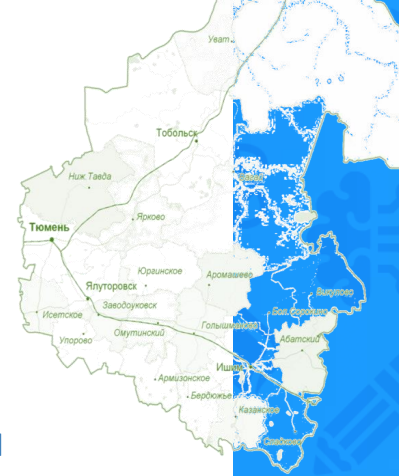 Уват
Тобольск
Вагай
Ниж Тавда
Ярково
Тюмень
Юргинское
Аромашево
Викулово
Ялуторовск
Заводоуковск
Бол. Сорокино
Исетское
Омутинский
Голышманово
Упорово
Абатский
Ишим
Армизонское
Бердюжье
Казанское
Сладково